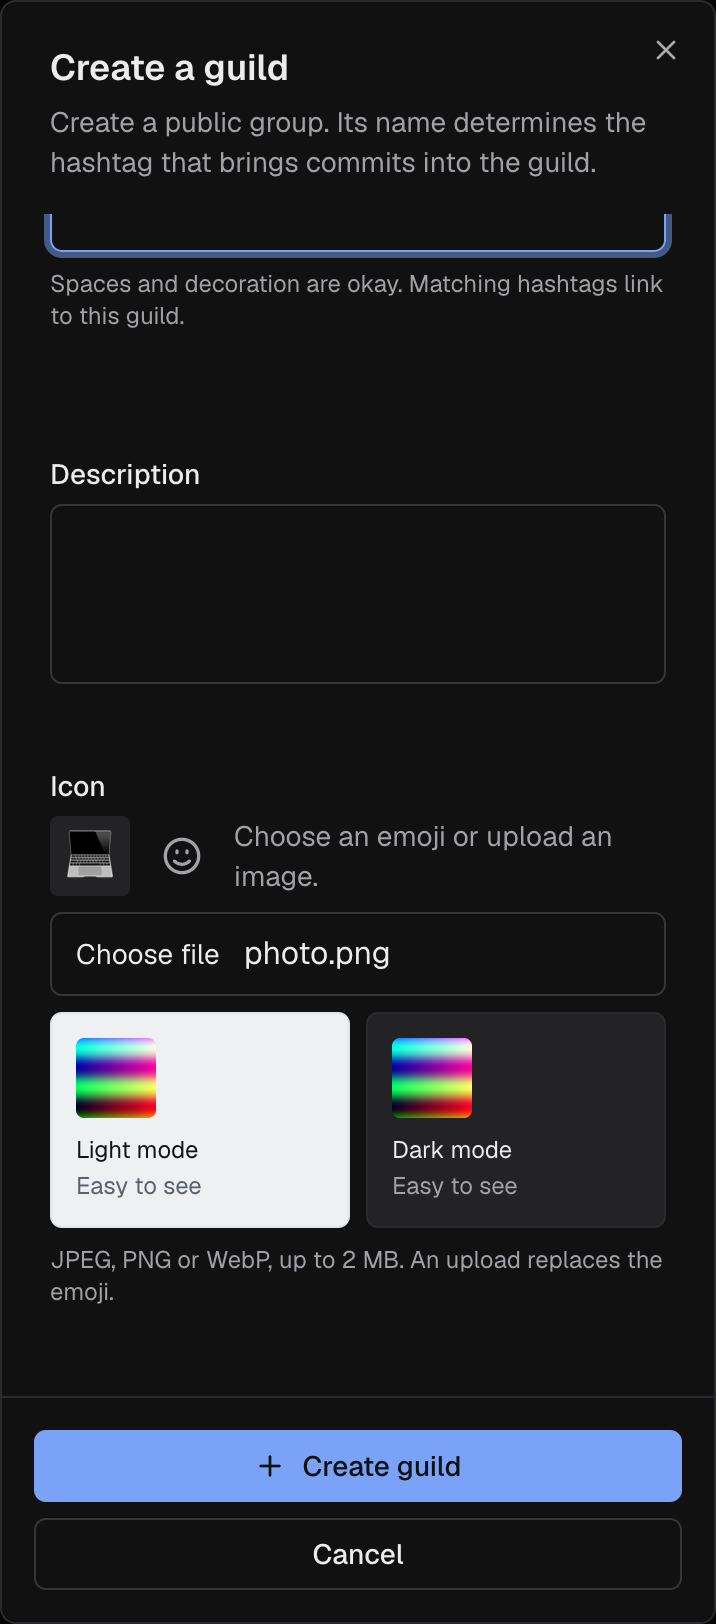 Create a guild
Create a public group. Its name determines the
hashtag that brings commits into the guild.
Spaces and decoration are okay. Matching hashtags link
to this guild.
Description
Icon
Choose an emoji or upload an
image.
Choose file photo.png
Light mode
Easy to see
Dark mode
Easy to see
JPEG, PNG or WebP, up to 2 MB. An upload replaces the
emoji.
Create guild
Cancel